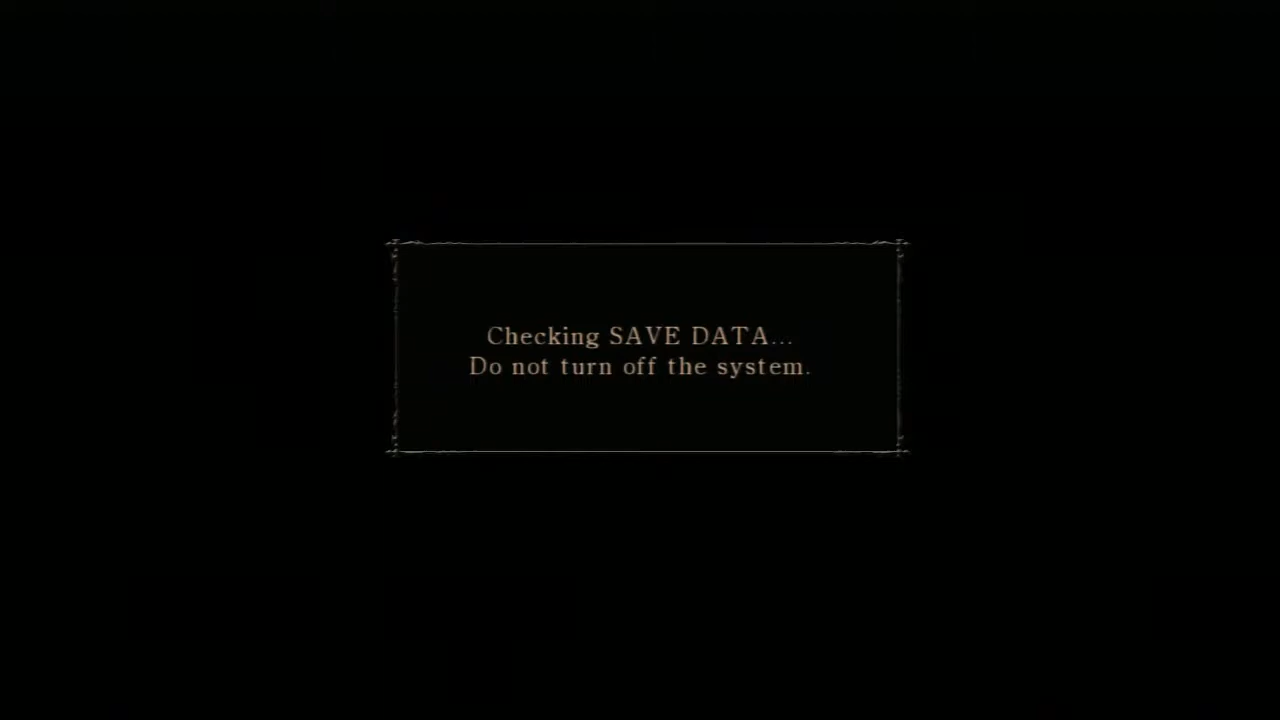 Checking SAVE DATA...
Do not turn off the system.